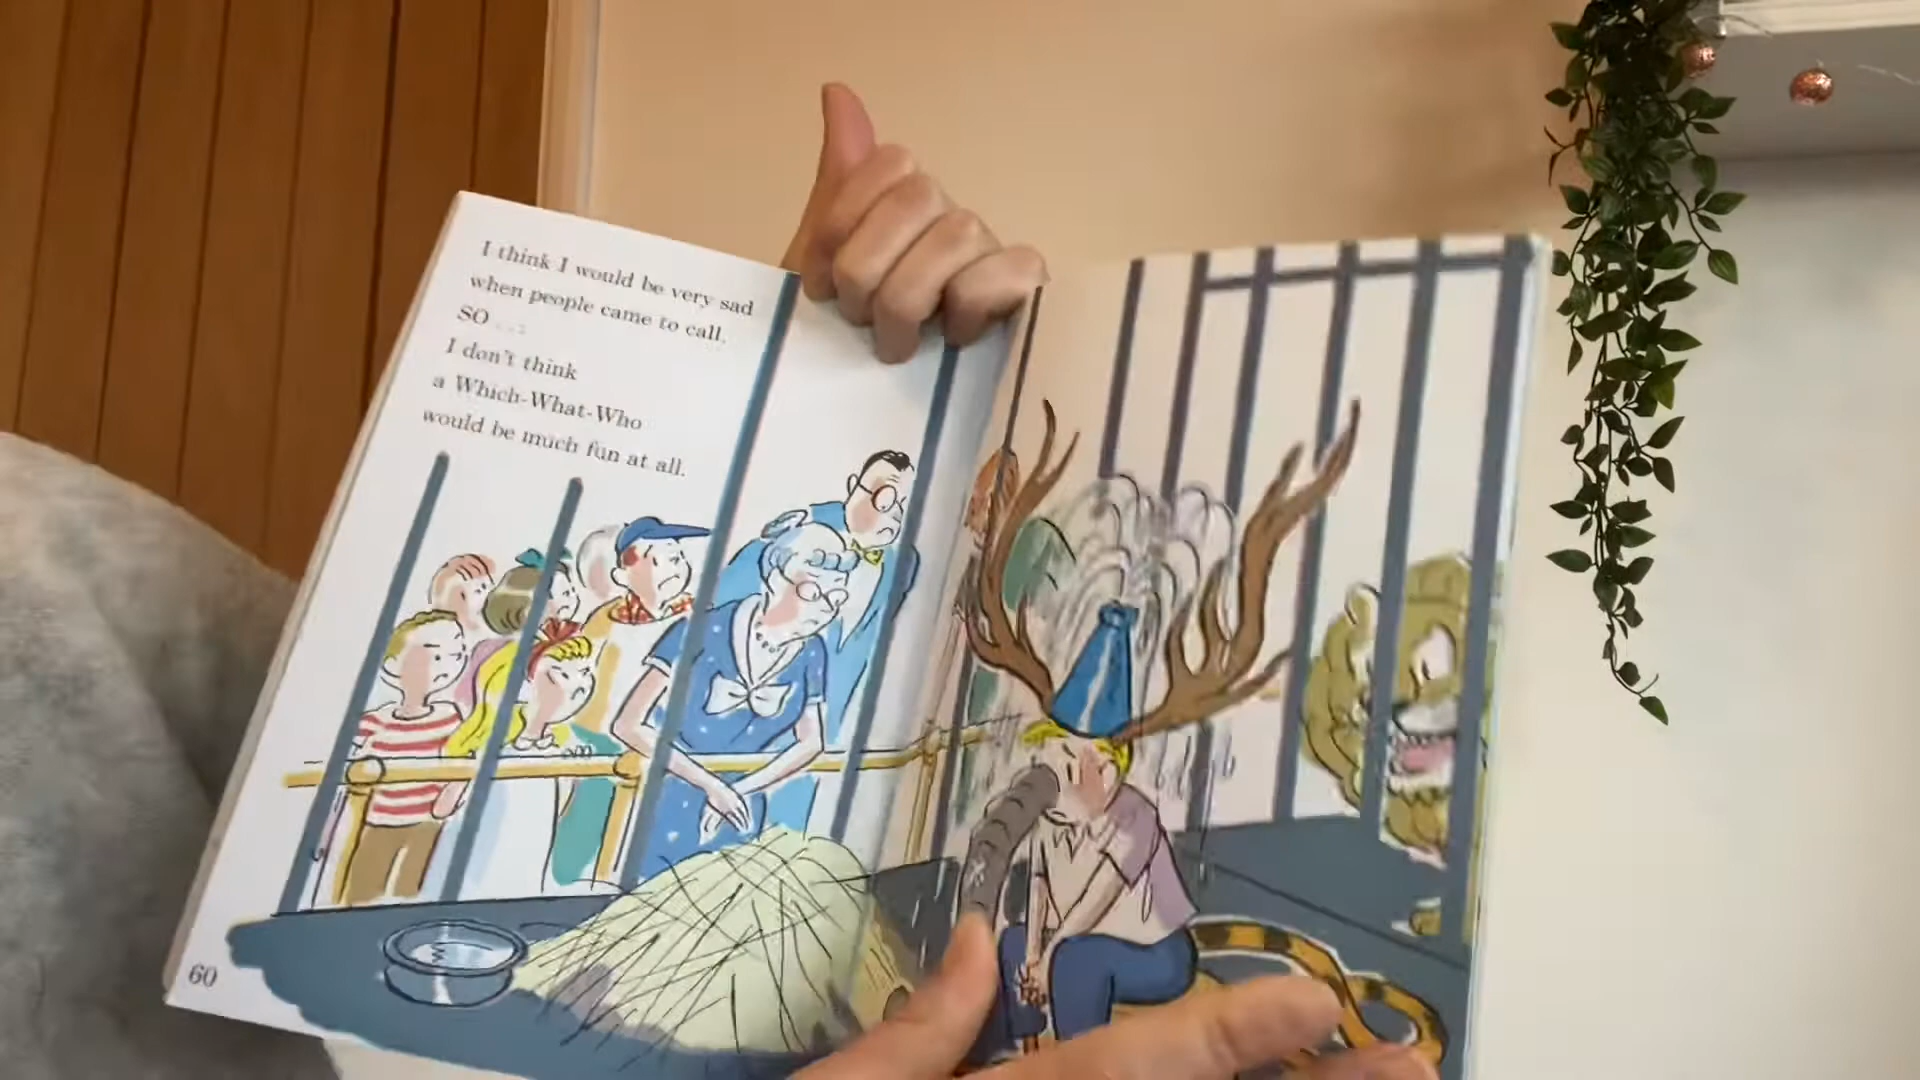 I think I would be very sad
when people came to call.
SO . . .
I don't think
a Which-What-Who
would be much fun at all.
60